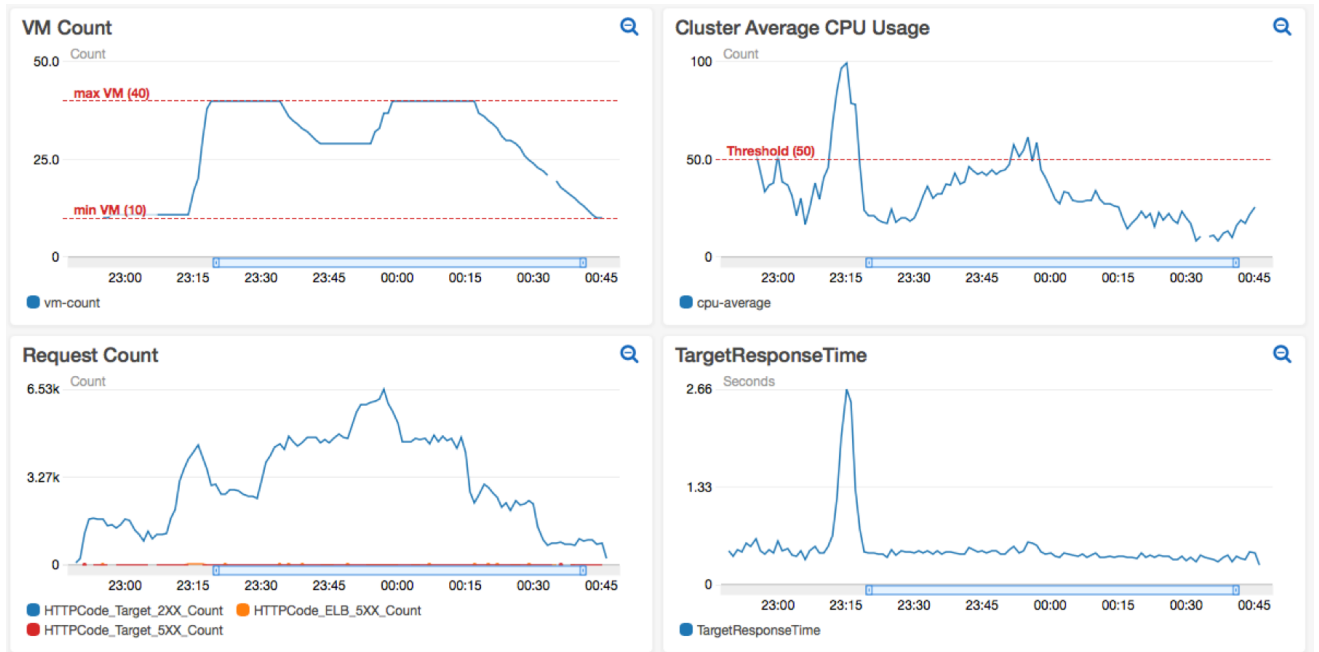 VM Count
Count
50.0
max VM (40)
25.0
min VM (10)
0
23:00 23:15 23:30 23:45 00:00 00:15 00:30 00:45
vm-count
Cluster Average CPU Usage
Count
100
Threshold (50)
50.0
0
23:00 23:15 23:30 23:45 00:00 00:15 00:30 00:45
cpu-average
Request Count
Count
6.53k
3.27k
0
23:00 23:15 23:30 23:45 00:00 00:15 00:30 00:45
HTTPCode_Target_2XX_Count HTTPCode_ELB_5XX_Count
HTTPCode_Target_5XX_Count
TargetResponseTime
Seconds
2.66
1.33
0
23:00 23:15 23:30 23:45 00:00 00:15 00:30 00:45
TargetResponseTime